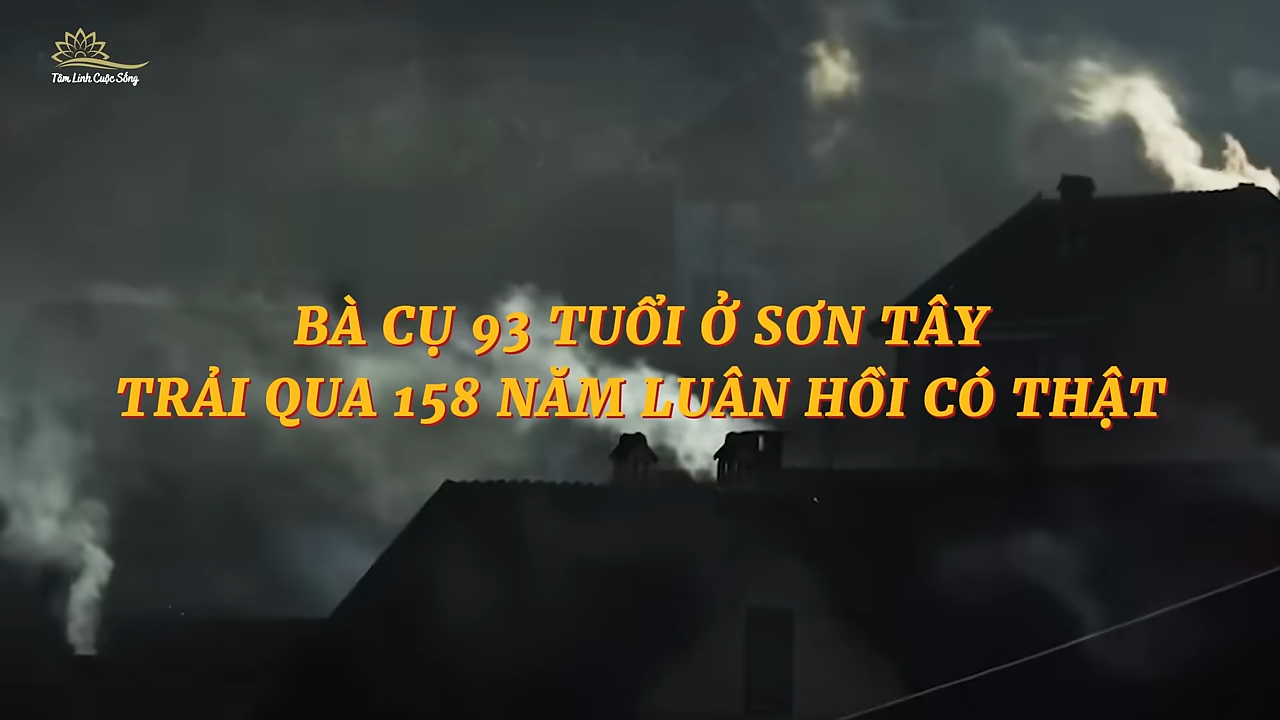 Tâm Linh Cuộc Sống
BÀ CỤ 93 TUỔI Ở SƠN TÂY
TRẢI QUA 158 NĂM LUÂN HỒI CÓ THẬT